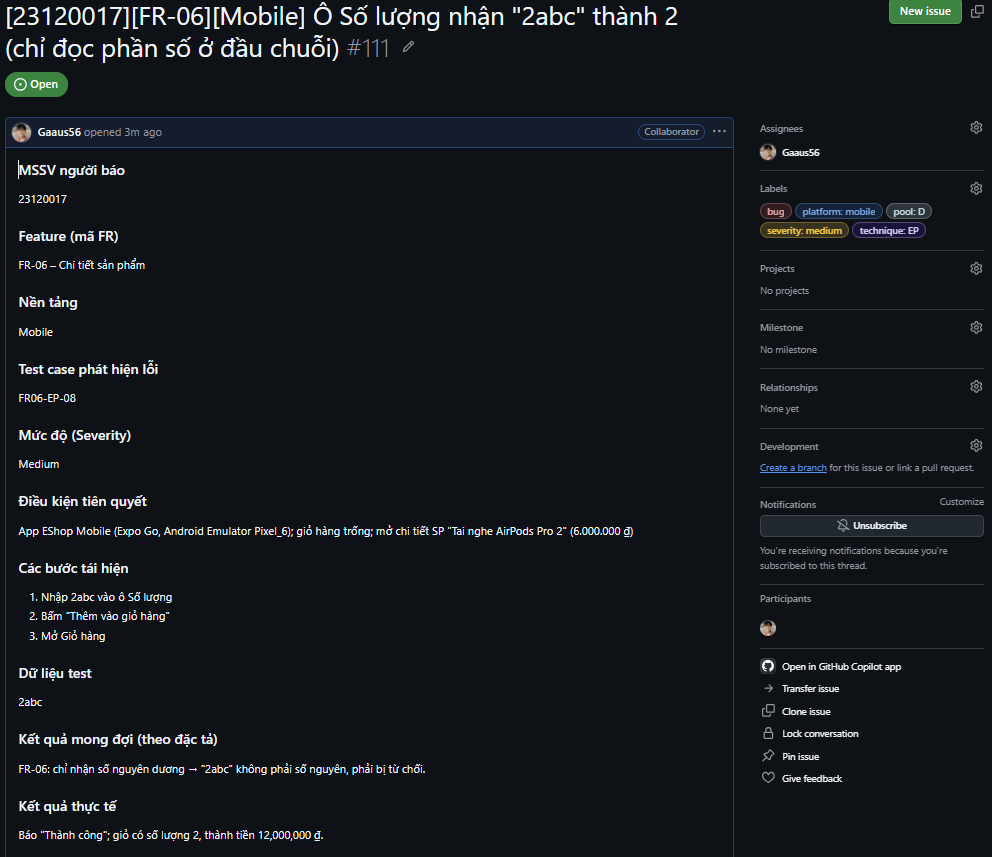 [23120017][FR-06][Mobile] Ô Số lượng nhận "2abc" thành 2
(chỉ đọc phần số ở đầu chuỗi) #111
New issue
Open
Gaaus56 opened 3m ago
Collaborator
MSSV người báo
23120017
Feature (mã FR)
FR-06 – Chi tiết sản phẩm
Nền tảng
Mobile
Test case phát hiện lỗi
FR06-EP-08
Mức độ (Severity)
Medium
Điều kiện tiên quyết
App EShop Mobile (Expo Go, Android Emulator Pixel_6); giỏ hàng trống; mở chi tiết SP "Tai nghe AirPods Pro 2" (6.000.000 ₫)
Các bước tái hiện
1. Nhập 2abc vào ô Số lượng
2. Bấm "Thêm vào giỏ hàng"
3. Mở Giỏ hàng
Dữ liệu test
2abc
Kết quả mong đợi (theo đặc tả)
FR-06: chỉ nhận số nguyên dương → "2abc" không phải số nguyên, phải bị từ chối.
Kết quả thực tế
Báo "Thành công"; giỏ có số lượng 2, thành tiền 12,000,000 ₫.
Assignees
Gaaus56
Labels
bug
platform: mobile
pool: D
severity: medium
technique: EP
Projects
No projects
Milestone
No milestone
Relationships
None yet
Development
Create a branch for this issue or link a pull request.
Notifications
Customize
Unsubscribe
You're receiving notifications because you're
subscribed to this thread.
Participants
Open in GitHub Copilot app
Transfer issue
Clone issue
Lock conversation
Pin issue
Give feedback